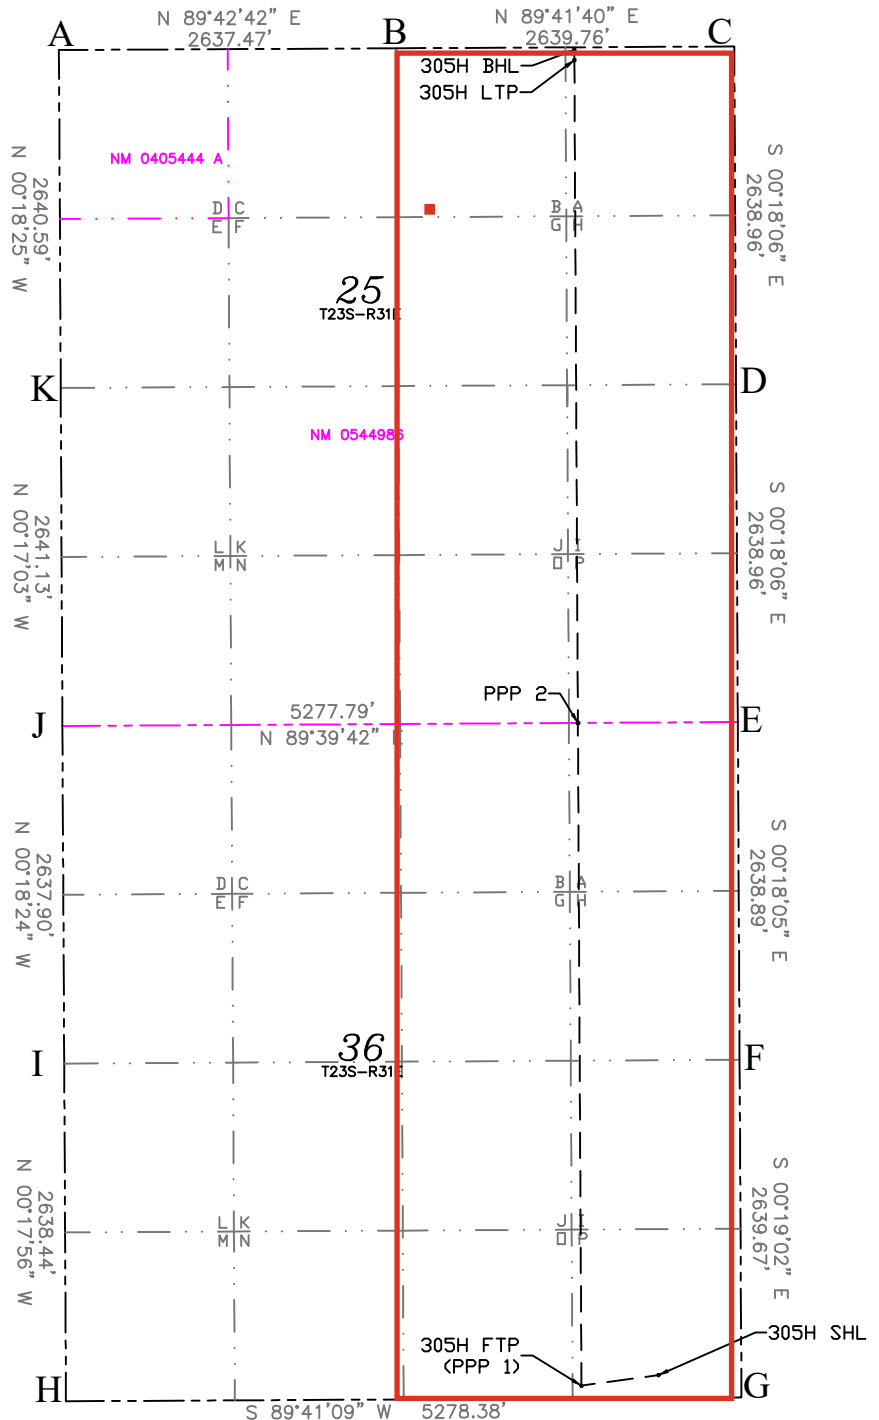 A
N 89°42'42" E
2637.47'
B
N 89°41'40" E
2639.76'
C
305H BHL
305H LTP
NM 0405444 A
N 00°18'25" W
2640.59'
S 00°18'06" E
2638.96'
D C
E F
B A
G H
25
T23S-R31E
K
D
NM 0544986
N 00°17'03" W
2641.13'
S 00°18'06" E
2638.96'
L K
M N
J I
O P
PPP 2
J
5277.79'
N 89°39'42" E
E
N 00°18'24" W
2637.90'
S 00°18'05" E
2638.89'
D C
E F
B A
G H
36
T23S-R31E
I
F
N 00°17'56" W
2638.44'
S 00°19'02" E
2639.67'
L K
M N
J I
O P
305H FTP
(PPP 1)
305H SHL
H
G
S 89°41'09" W 5278.38'